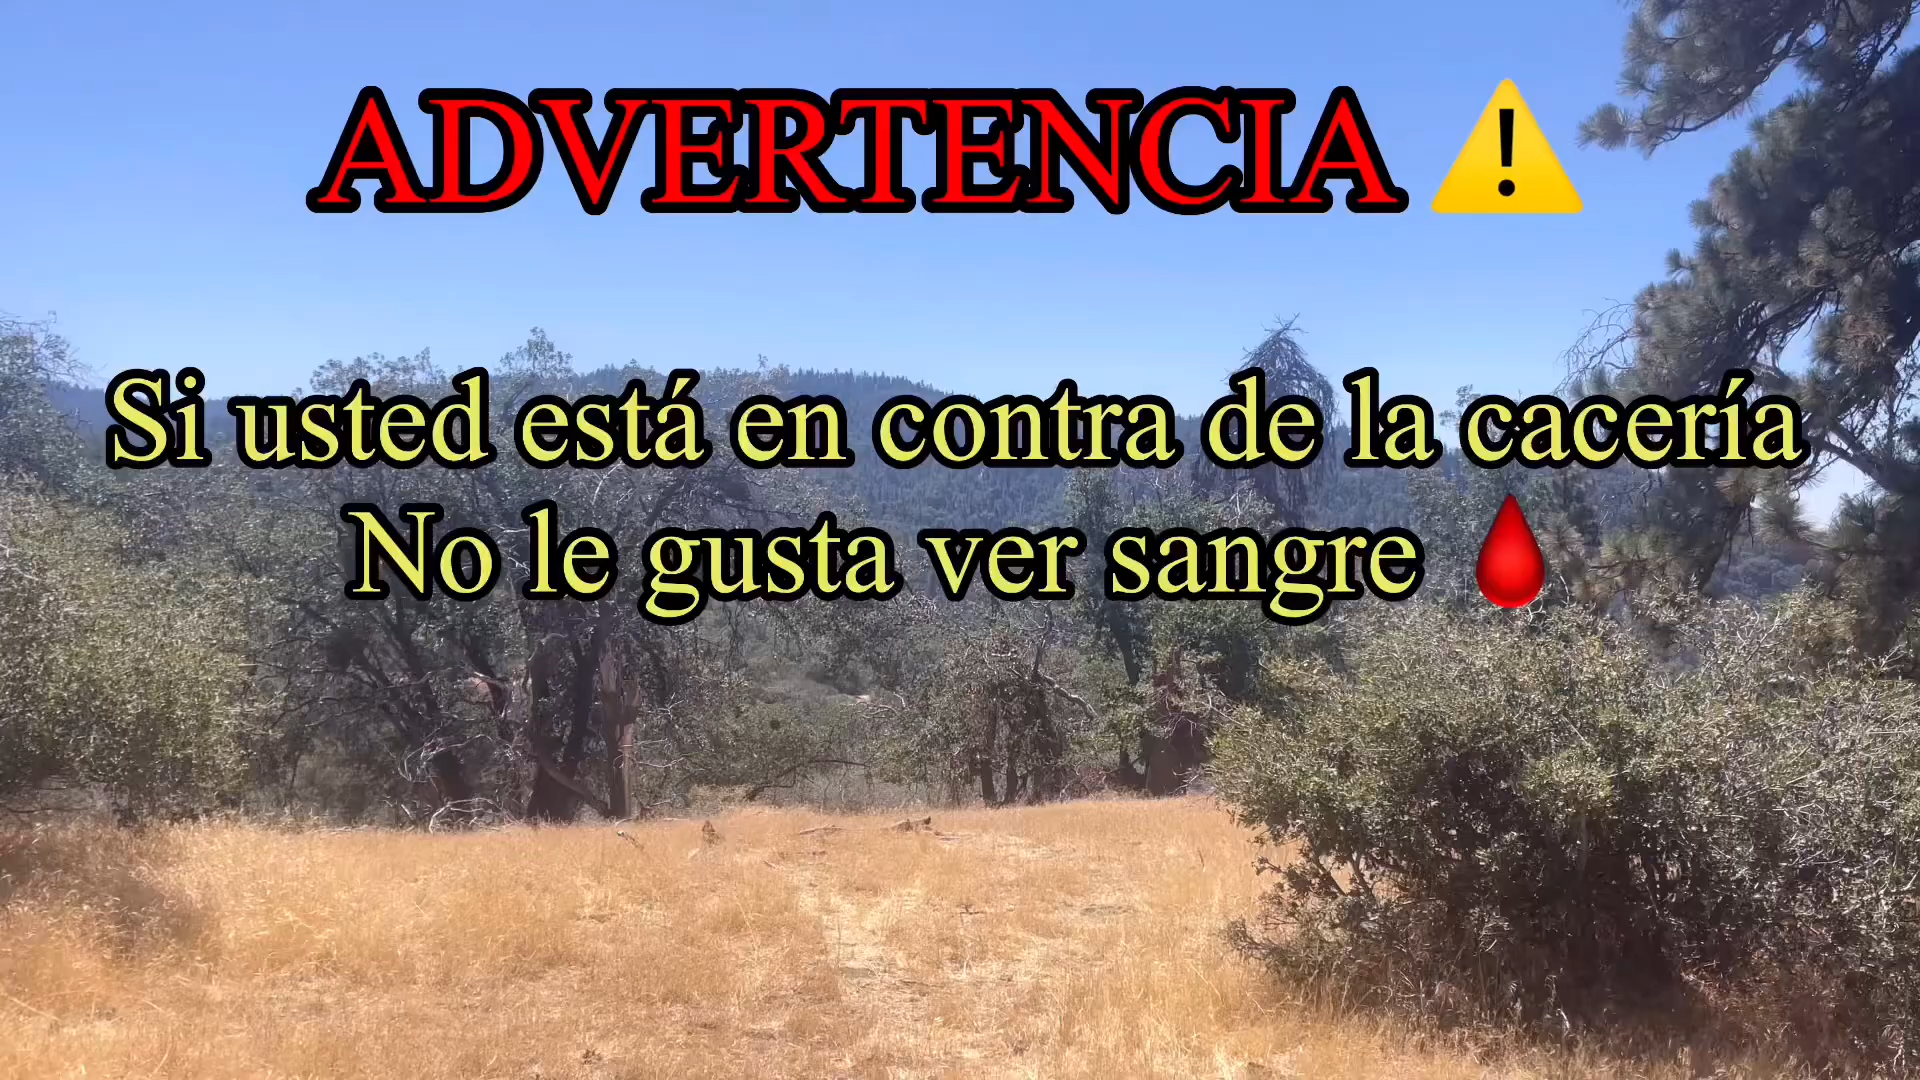 ADVERTENCIA ⚠️
Si usted está en contra de la cacería
No le gusta ver sangre 🩸